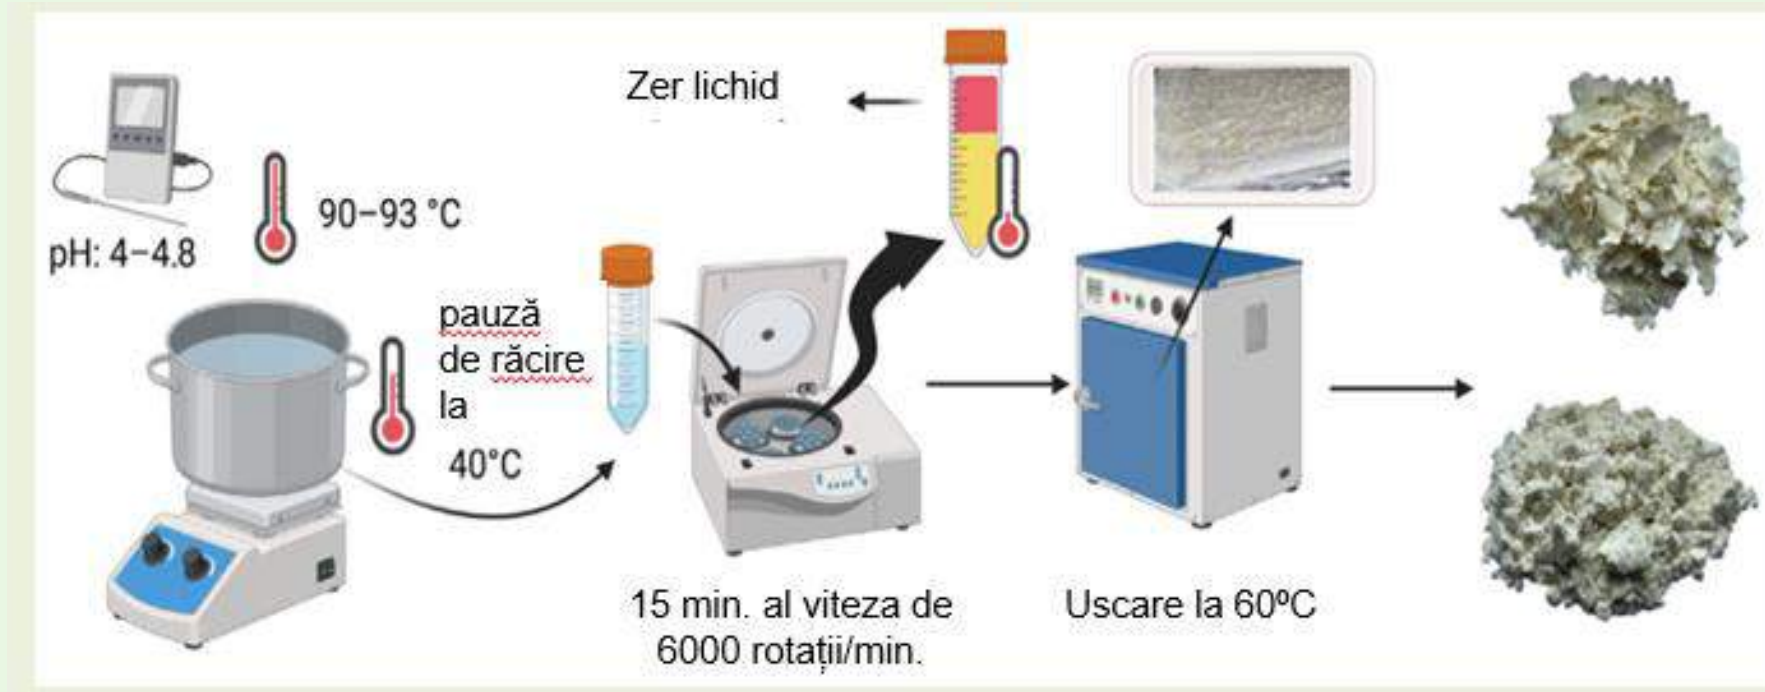 pH: 4–4.8
90–93 °C
pauză
de răcire
la
40°C
Zer lichid
15 min. al viteza de
6000 rotații/min.
Uscare la 60ºC